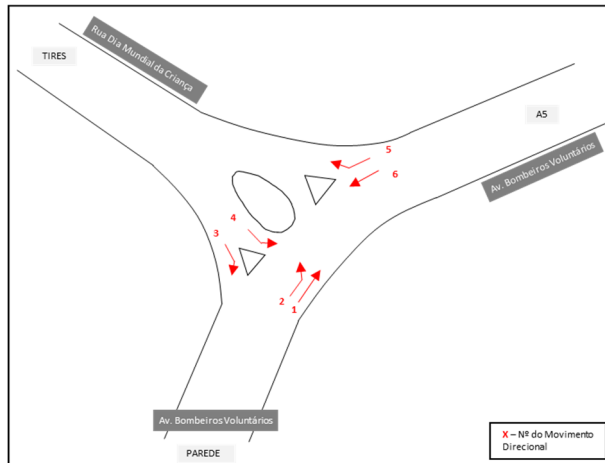 Rua Dia Mundial da Criança
TIRES
A5
Av. Bombeiros Voluntários
5
6
4
3
2
1
Av. Bombeiros Voluntários
PAREDE
X – Nº do Movimento
Direcional